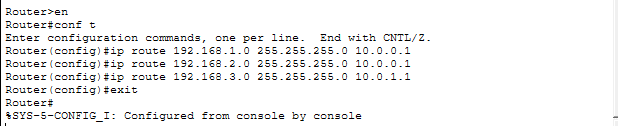 Router>en
Router#conf t
Enter configuration commands, one per line.  End with CNTL/Z.
Router(config)#ip route 192.168.1.0 255.255.255.0 10.0.0.1
Router(config)#ip route 192.168.2.0 255.255.255.0 10.0.0.1
Router(config)#ip route 192.168.3.0 255.255.255.0 10.0.1.1
Router(config)#exit
Router#
%SYS-5-CONFIG_I: Configured from console by console